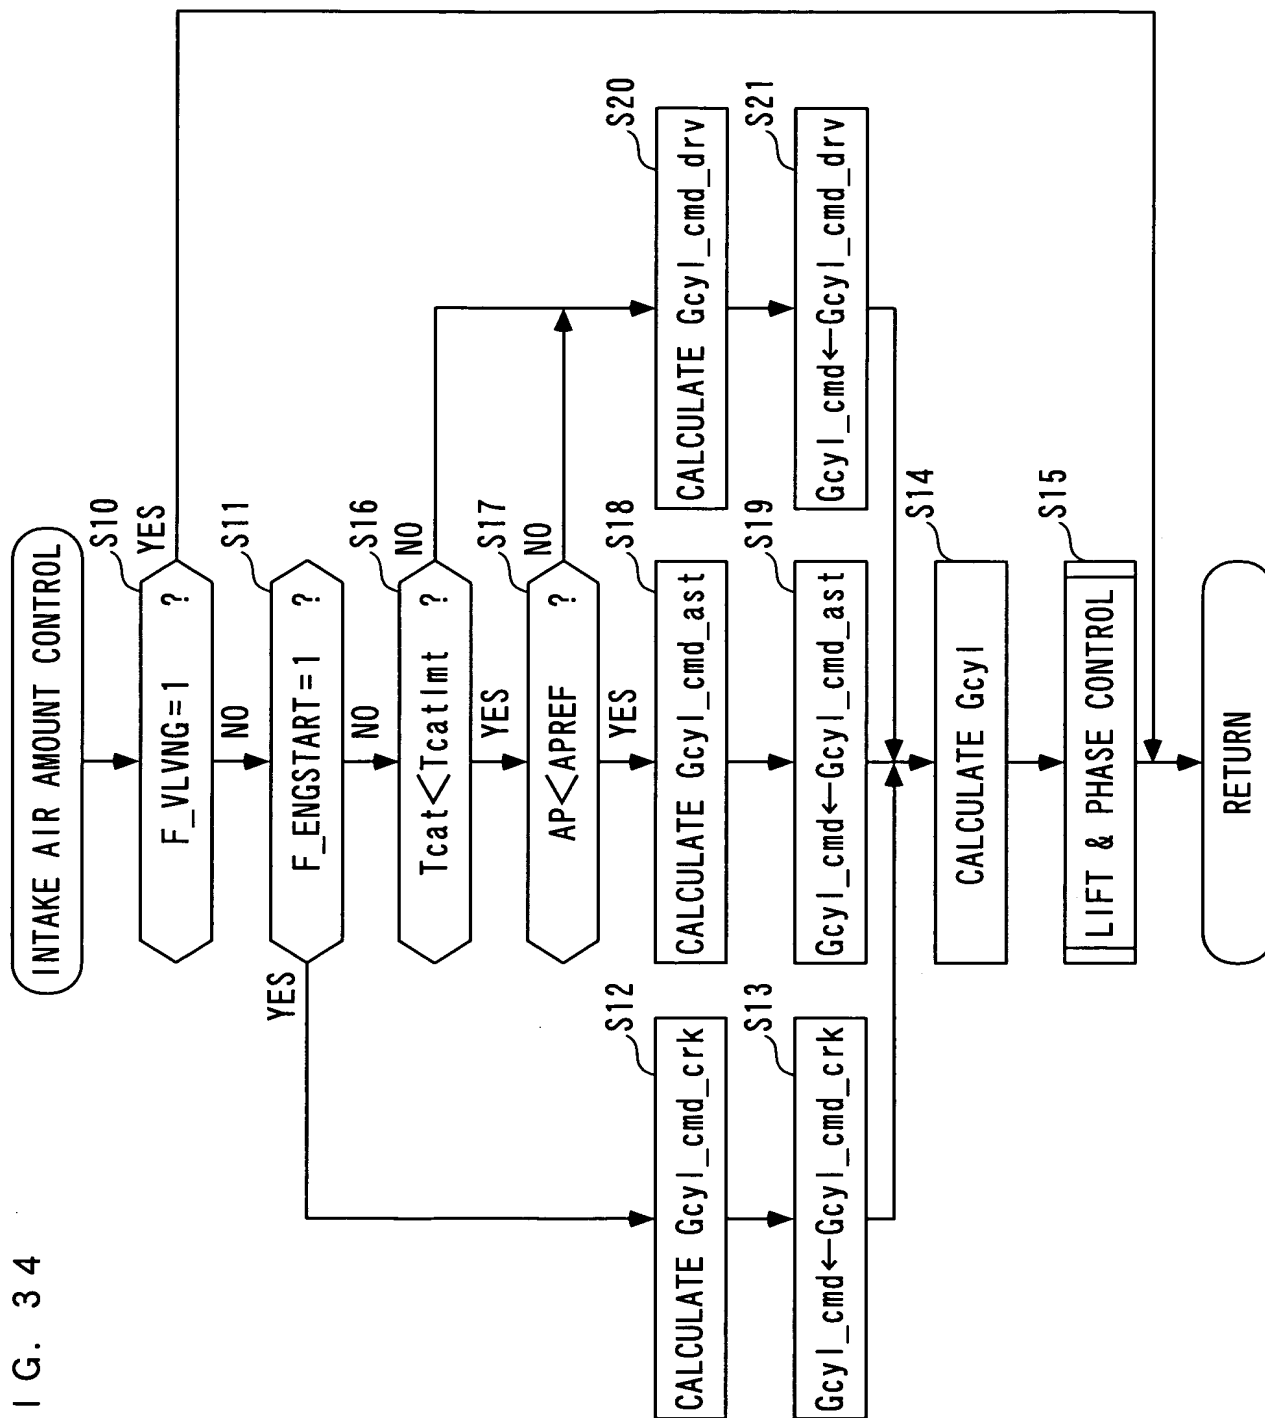 IG. 34
INTAKE AIR AMOUNT CONTROL
S10
F_VLVNG=1 ?
YES
NO
S11
F_ENGSTART=1 ?
YES
NO
S16
Tcat<Tcatlmt ?
NO
YES
S17
AP<APREF ?
NO
YES
S12
CALCULATE Gcyl_cmd_crk
S18
CALCULATE Gcyl_cmd_ast
S20
CALCULATE Gcyl_cmd_drv
S13
Gcyl_cmd←Gcyl_cmd_crk
S19
Gcyl_cmd←Gcyl_cmd_ast
S21
Gcyl_cmd←Gcyl_cmd_drv
S14
CALCULATE Gcyl
S15
LIFT & PHASE CONTROL
RETURN